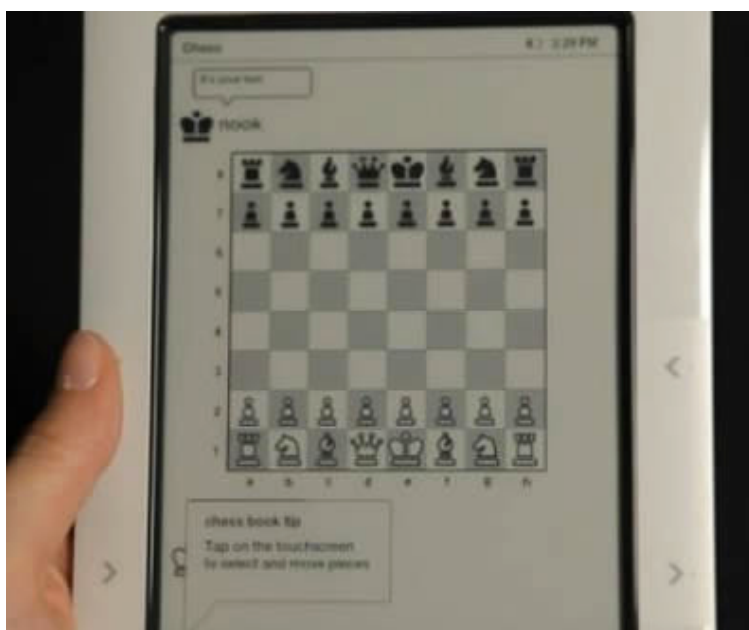 Chess
3:29 PM
It's your turn
nook
8
7
6
5
4
3
2
1
a b c d e f g h
chess book tip
Tap on the touchscreen
to select and move pieces